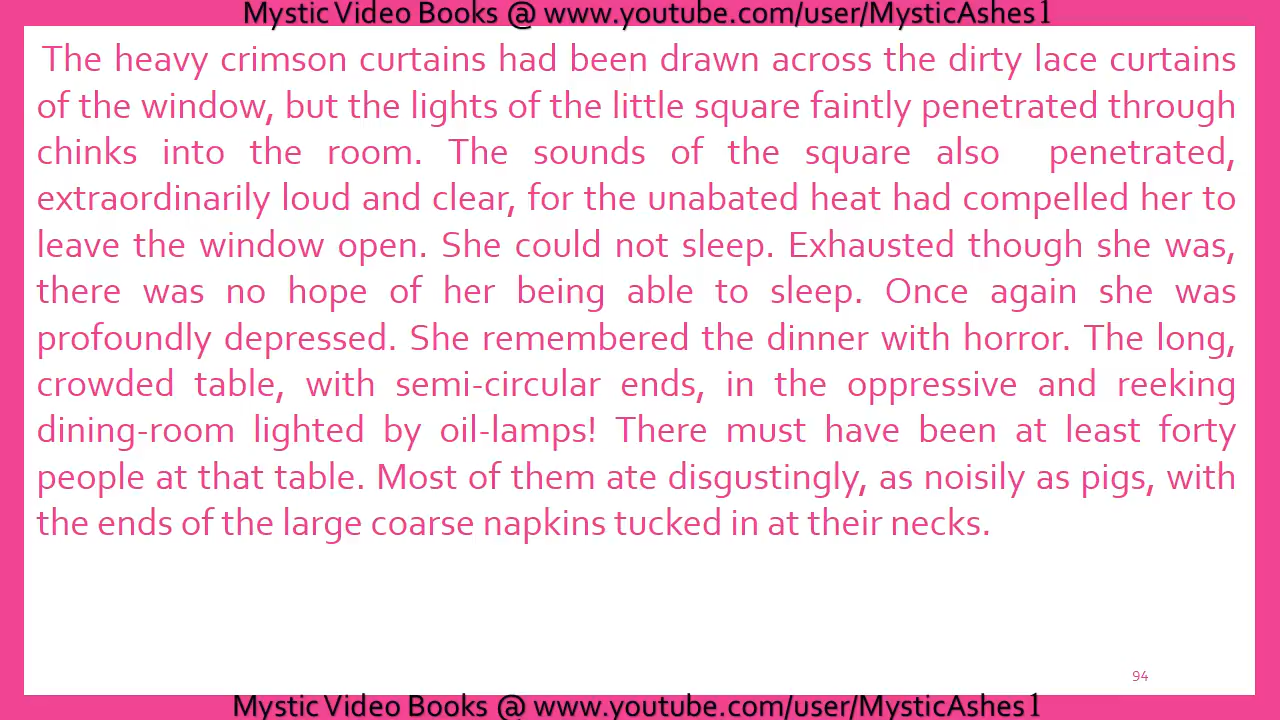 Mystic Video Books @ www.youtube.com/user/MysticAshes1
The heavy crimson curtains had been drawn across the dirty lace curtains
of the window, but the lights of the little square faintly penetrated through
chinks into the room. The sounds of the square also penetrated,
extraordinarily loud and clear, for the unabated heat had compelled her to
leave the window open. She could not sleep. Exhausted though she was,
there was no hope of her being able to sleep. Once again she was
profoundly depressed. She remembered the dinner with horror. The long,
crowded table, with semi-circular ends, in the oppressive and reeking
dining-room lighted by oil-lamps! There must have been at least forty
people at that table. Most of them ate disgustingly, as noisily as pigs, with
the ends of the large coarse napkins tucked in at their necks.
94
Mystic Video Books @ www.youtube.com/user/MysticAshes1